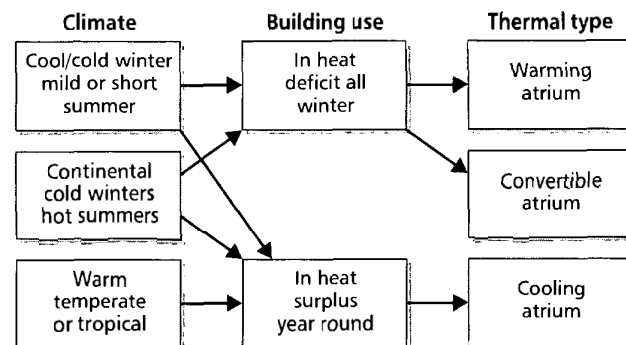 Climate
Building use
Thermal type
Cool/cold winter
mild or short
summer
In heat
deficit all
winter
Warming
atrium
Continental
cold winters
hot summers
Convertible
atrium
Warm
temperate
or tropical
In heat
surplus
year round
Cooling
atrium